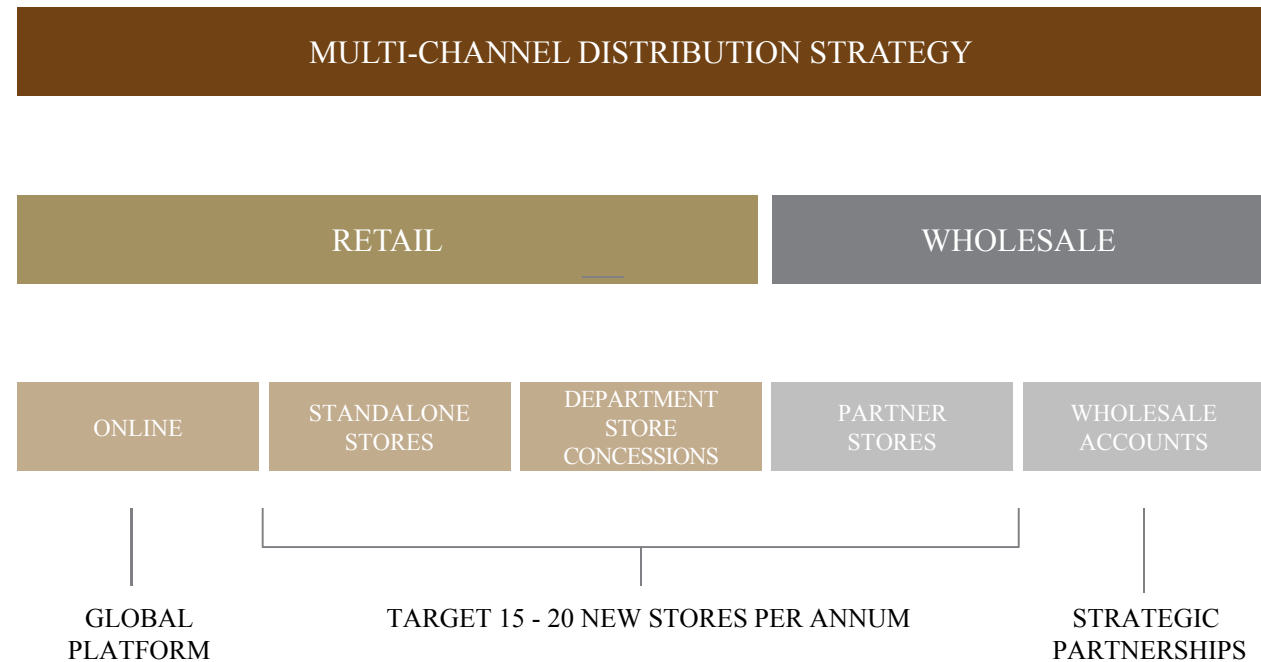 MULTI-CHANNEL DISTRIBUTION STRATEGY
RETAIL
WHOLESALE
ONLINE
STANDALONE
STORES
DEPARTMENT
STORE
CONCESSIONS
PARTNER
STORES
WHOLESALE
ACCOUNTS
GLOBAL
PLATFORM
TARGET 15 - 20 NEW STORES PER ANNUM
STRATEGIC
PARTNERSHIPS